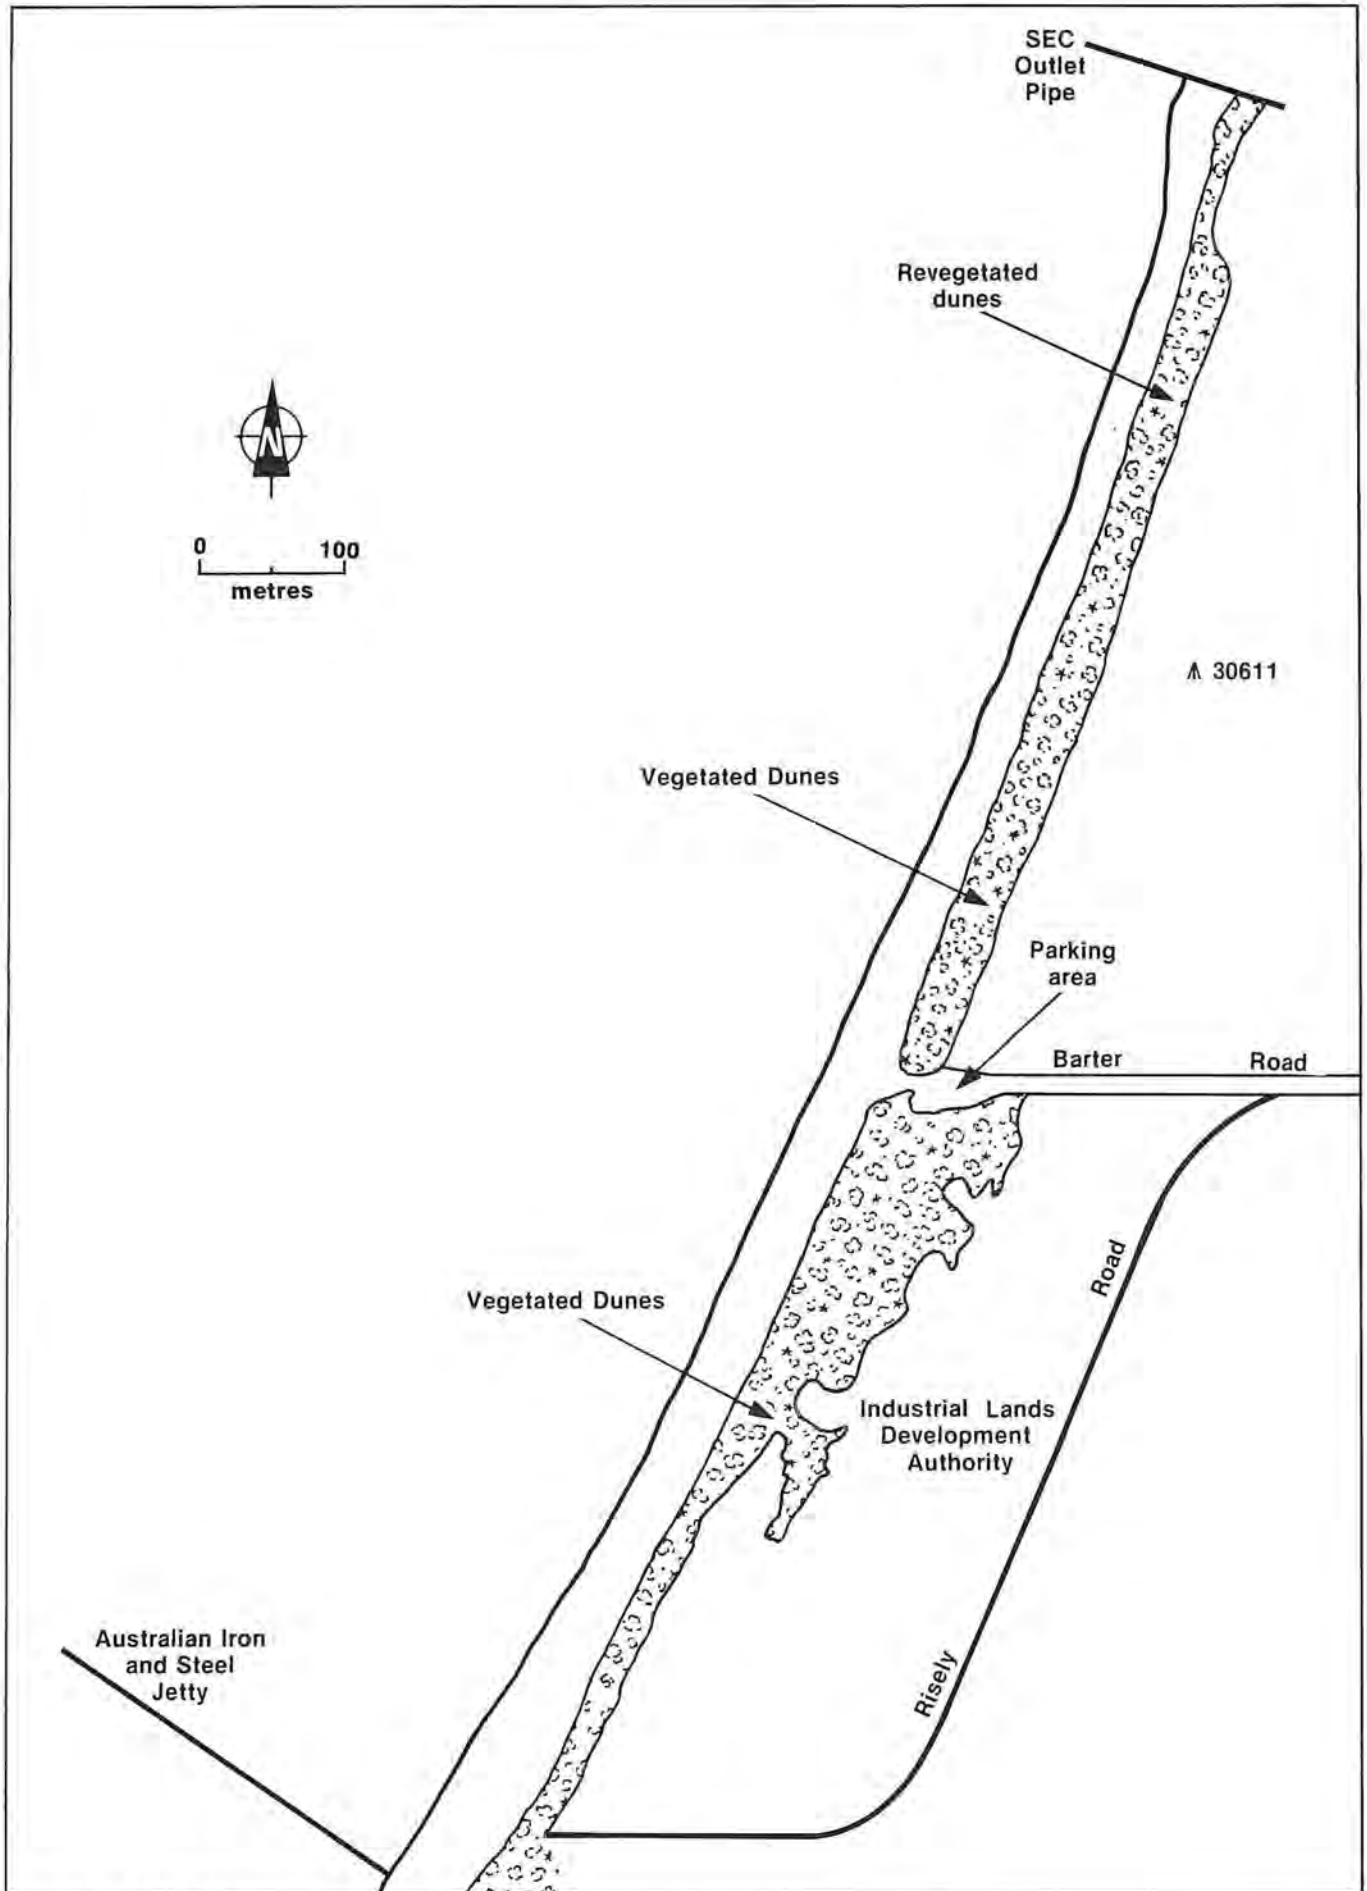 SEC
Outlet
Pipe
Revegetated
dunes
N
0 100
metres
30611
Vegetated Dunes
Parking
area
Barter Road
Road
Vegetated Dunes
Industrial Lands
Development
Authority
Australian Iron
and Steel
Jetty
Risely